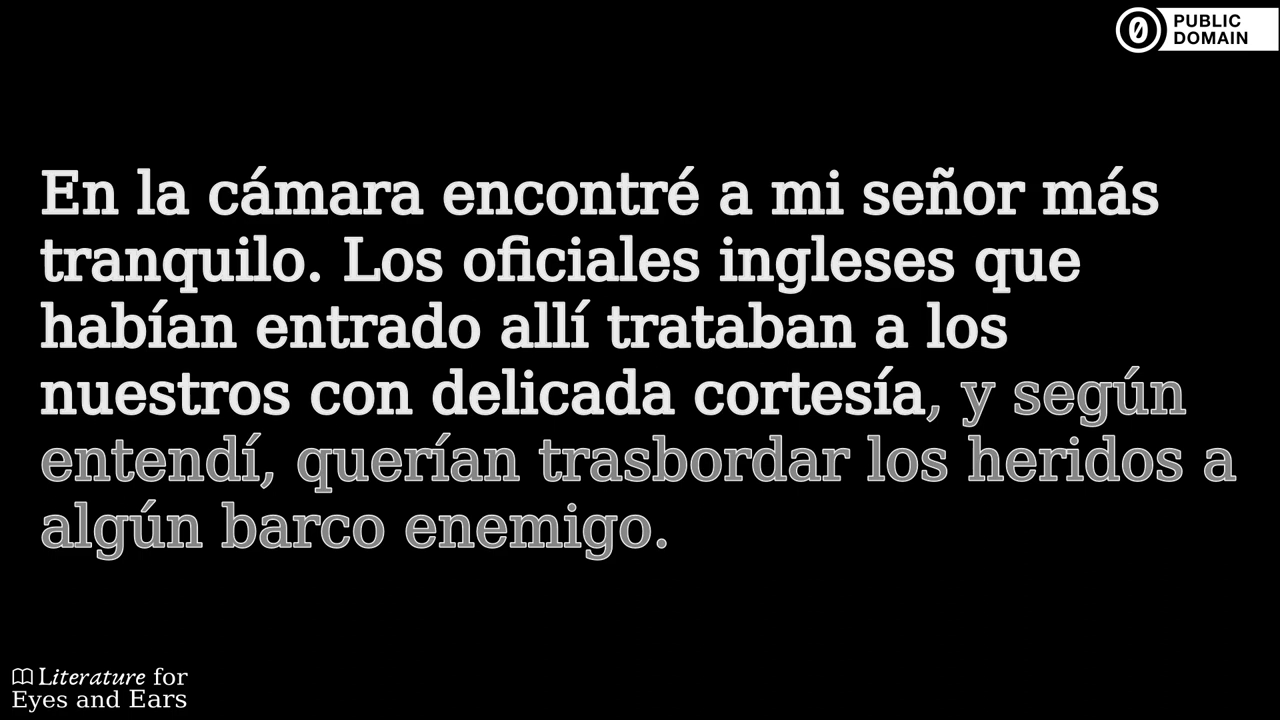 PUBLIC
DOMAIN
En la cámara encontré a mi señor más
tranquilo. Los oficiales ingleses que
habían entrado allí trataban a los
nuestros con delicada cortesía, y según
entendí, querían trasbordar los heridos a
algún barco enemigo.
Literature for
Eyes and Ears